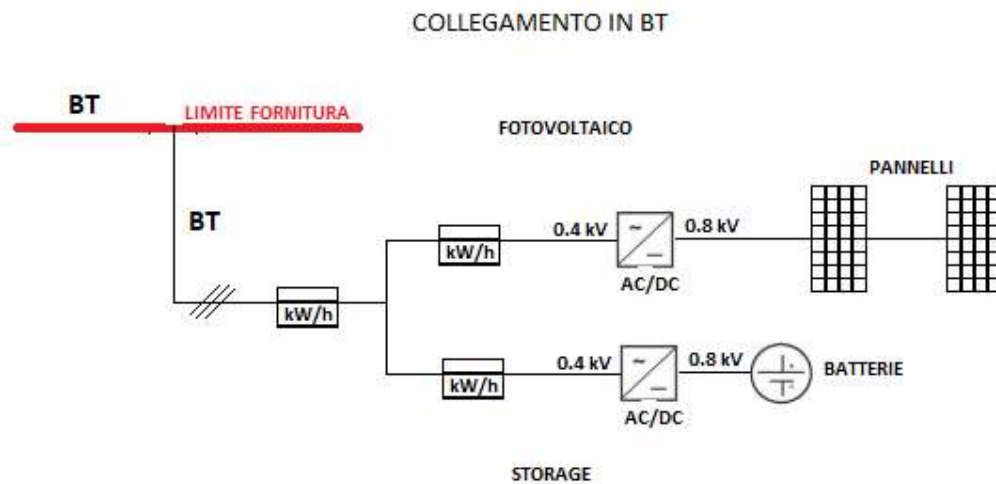 COLLEGAMENTO IN BT
BT
LIMITE FORNITURA
FOTOVOLTAICO
PANNELLI
BT
0.4 kV
0.8 kV
kW/h
AC/DC
kW/h
0.4 kV
0.8 kV
BATTERIE
kW/h
AC/DC
STORAGE